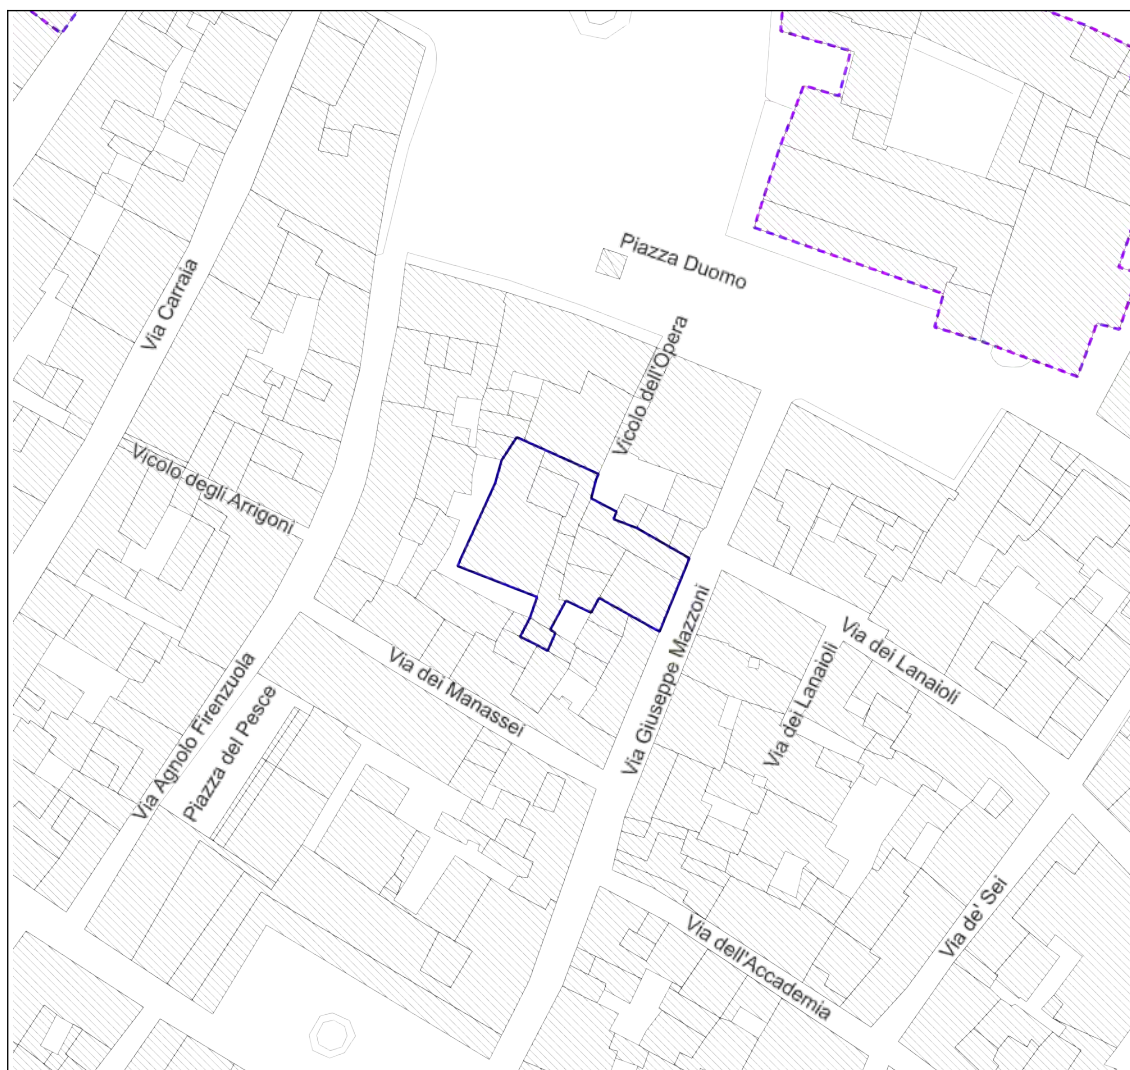 Piazza Duomo
Via Carraia
Vicolo dell'Opera
Vicolo degli Arrigoni
Via Giuseppe Mazzoni
Via dei Lanaioli
Via dei Lanaioli
Via dei Manassei
Via Agnolo Firenzuola
Piazza del Pesce
Via de' Sei
Via dell'Accademia